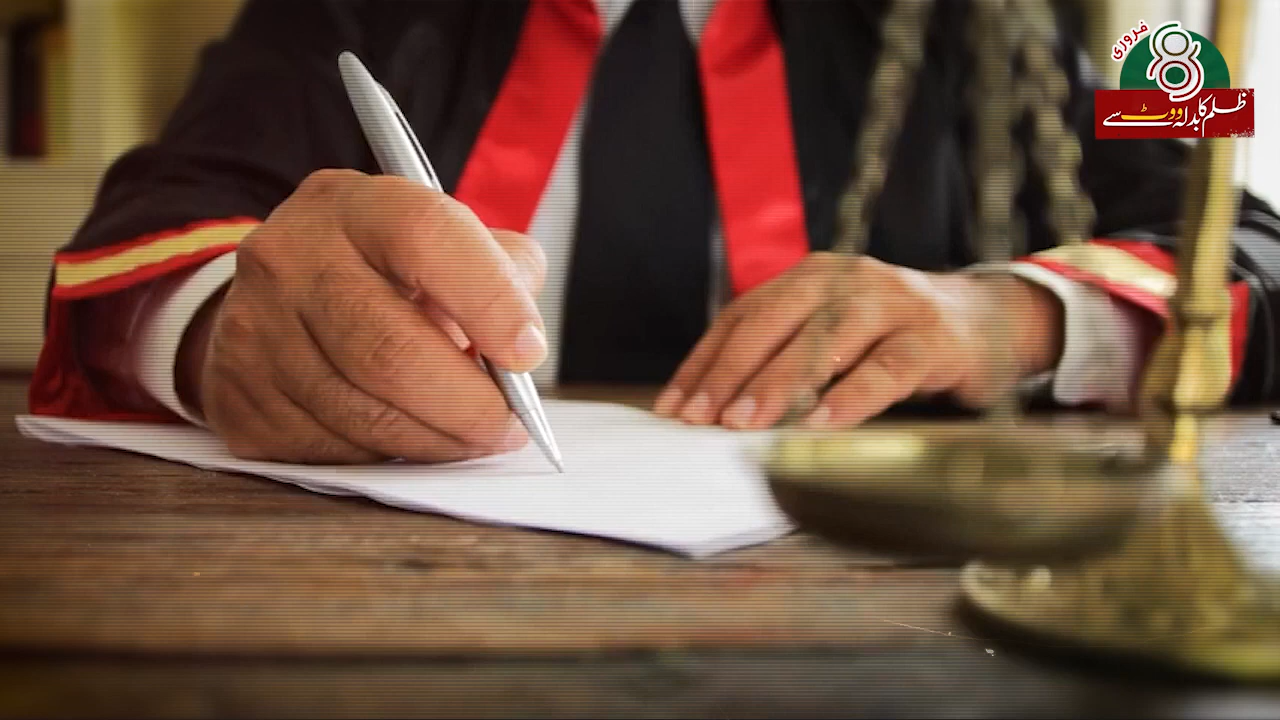 8 فروری
ظلم کا بدلہ ووٹ سے